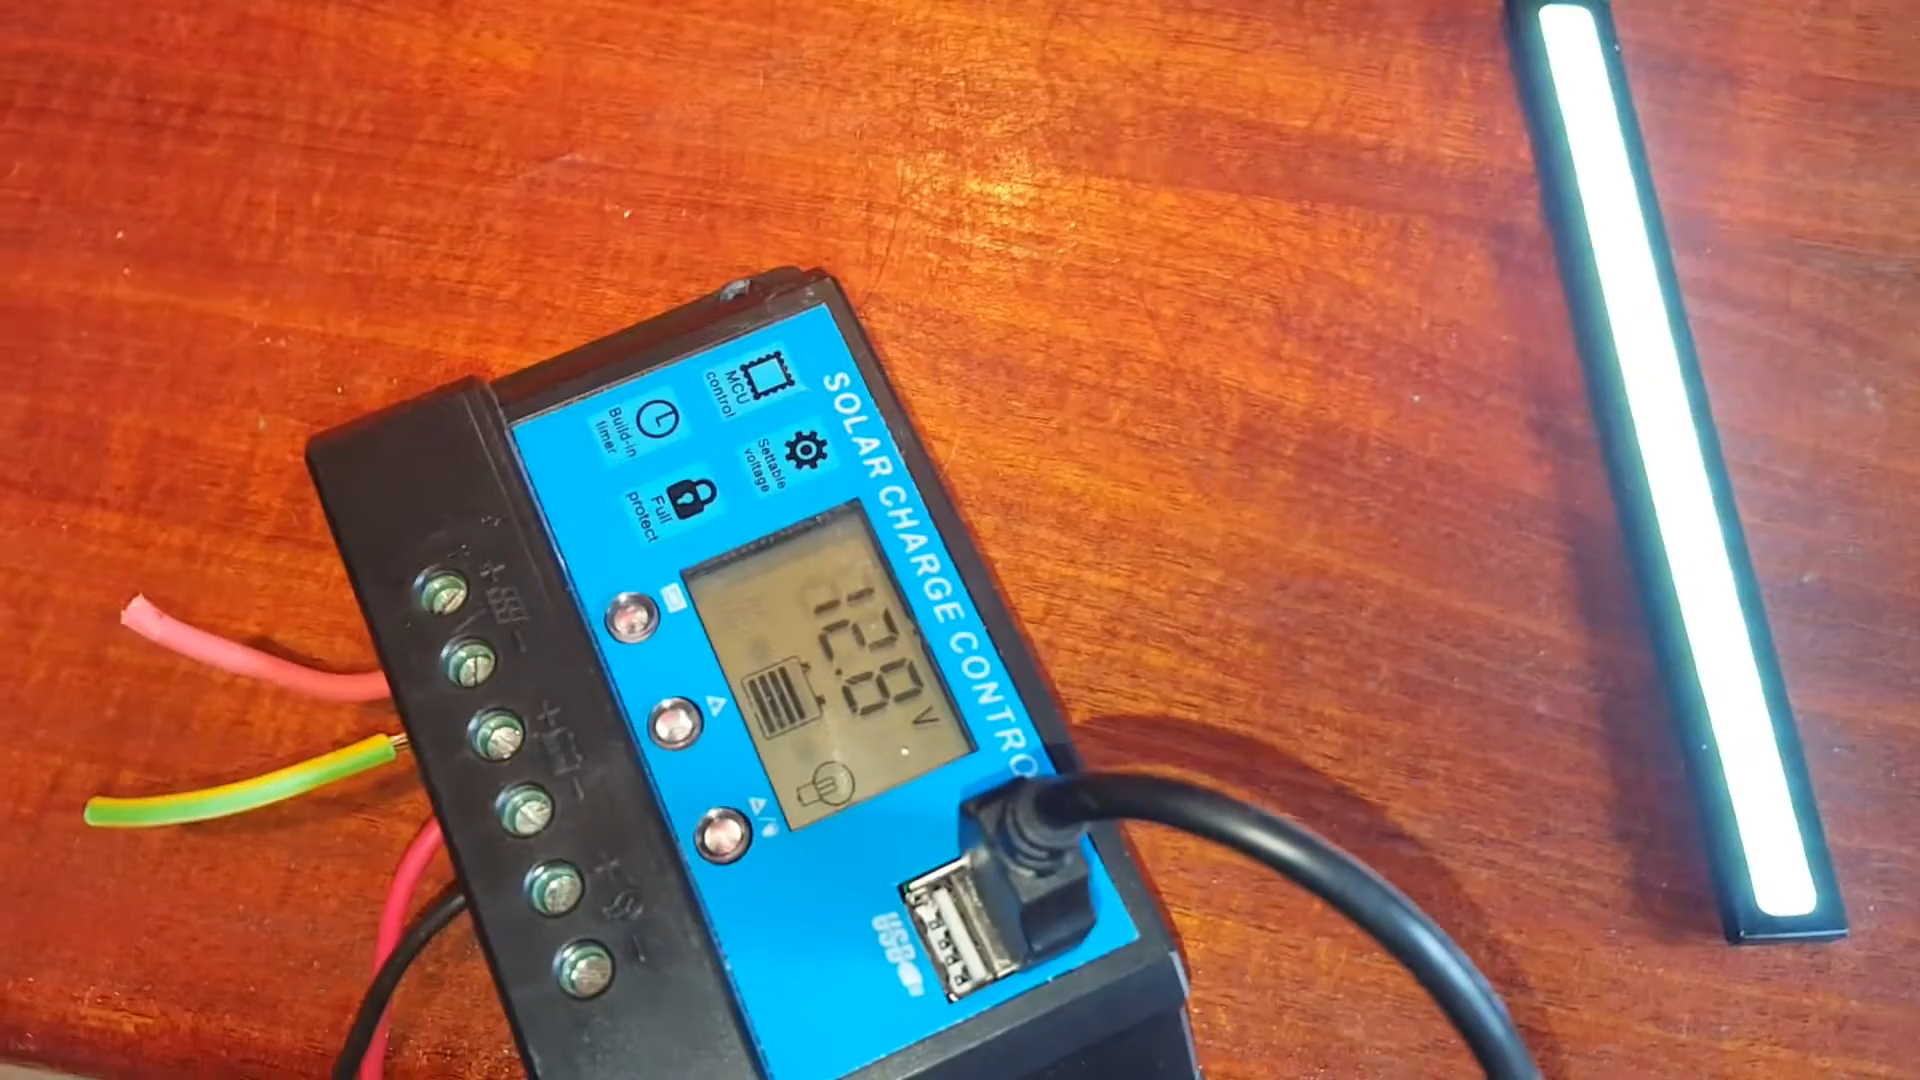 SOLAR CHARGE CONTRO
MCU
control
Settable
voltage
Build-in
timer
Full
protect
12.8
V
USB
+
-
+
-
+
-